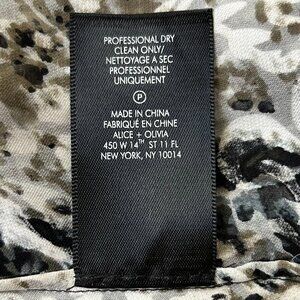 PROFESSIONAL DRY
CLEAN ONLY/
NETTOYAGE A SEC
PROFESSIONNEL
UNIQUEMENT
P
MADE IN CHINA
FABRIQUÉ EN CHINE
ALICE + OLIVIA
450 W 14TH ST 11 FL
NEW YORK, NY 10014